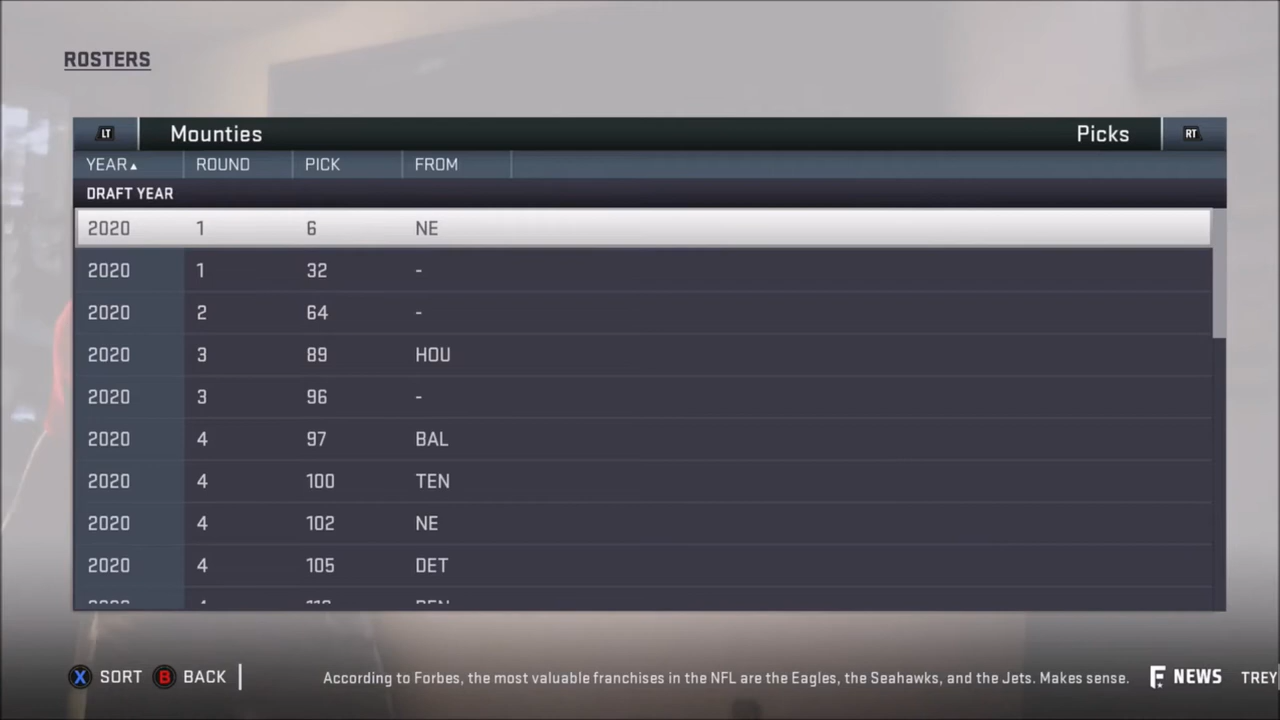 ROSTERS
LT Mounties Picks RT
YEAR ROUND PICK FROM
DRAFT YEAR
2020 1 6 NE
2020 1 32 -
2020 2 64 -
2020 3 89 HOU
2020 3 96 -
2020 4 97 BAL
2020 4 100 TEN
2020 4 102 NE
2020 4 105 DET
X SORT B BACK According to Forbes, the most valuable franchises in the NFL are the Eagles, the Seahawks, and the Jets. Makes sense. F NEWS TREY